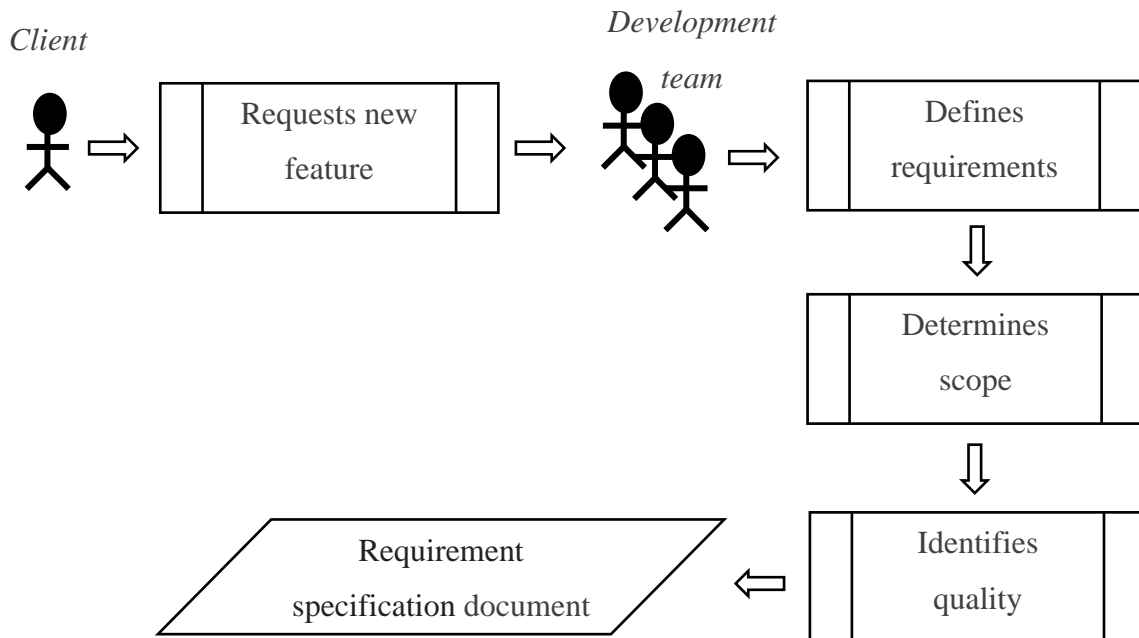 Client
Requests new
feature
Development
team
Defines
requirements
Determines
scope
Identifies
quality
Requirement
specification document